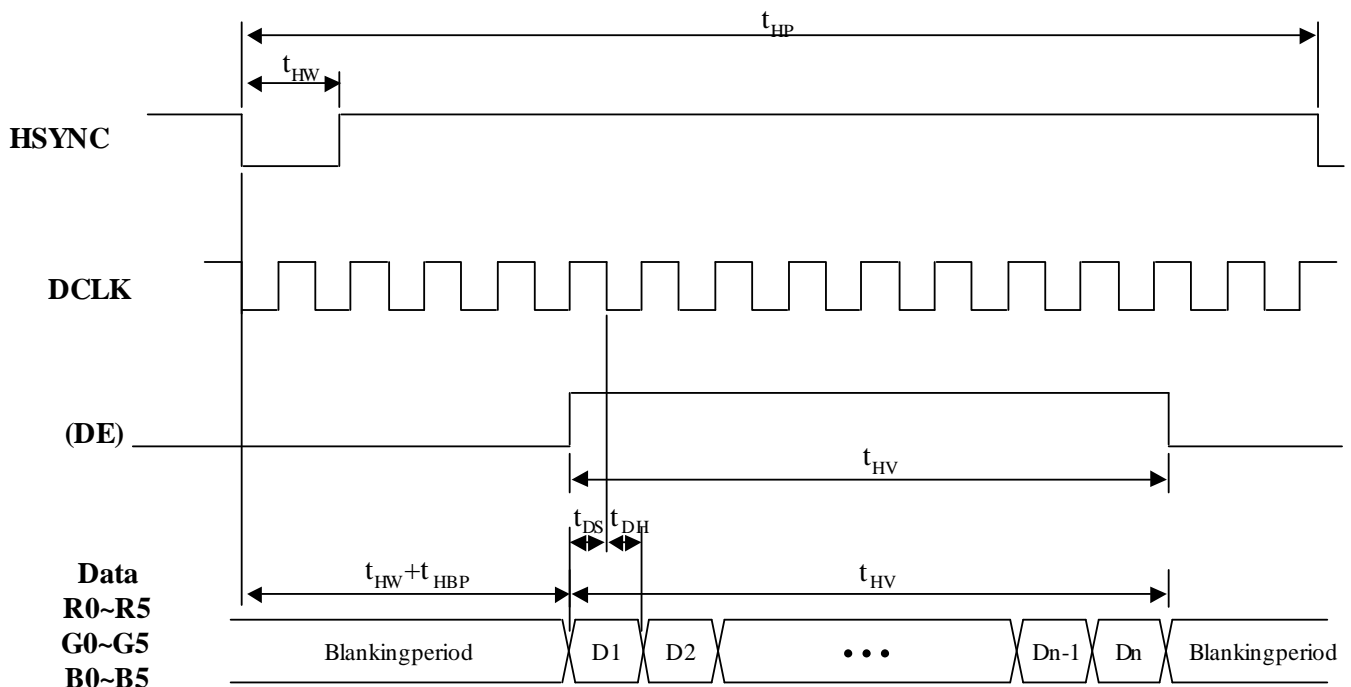 tHP
tHW
HSYNC
DCLK
(DE)
tHV
tDS tDH
tHW+tHBP
tHV
Data
R0~R5
G0~G5
B0~B5
Blankingperiod
D1
D2
•••
Dn-1
Dn
Blankingperiod